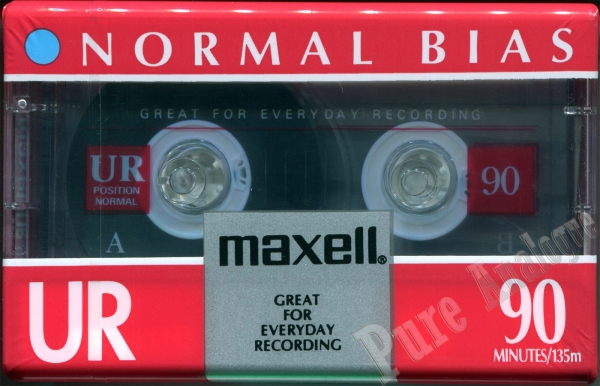 NORMAL BIAS
GREAT FOR EVERYDAY RECORDING
UR
POSITION
NORMAL
90
A
B
maxell®
GREAT
FOR
EVERYDAY
RECORDING
UR
90
MINUTES/135m
Pure Analogue